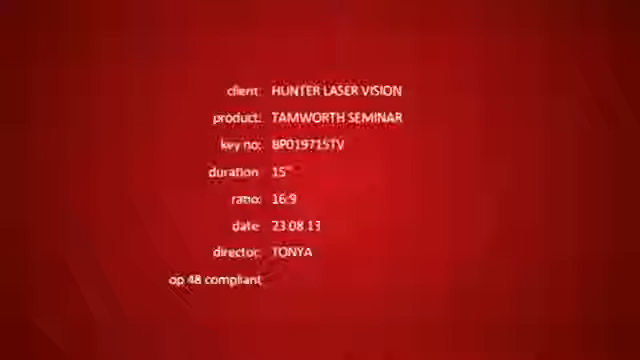 client: HUNTER LASER VISION
product: TAMWORTH SEMINAR
key no: BP019715TV
duration: 15"
ratio: 16:9
date: 23.08.13
director: TONYA
op 48 compliant